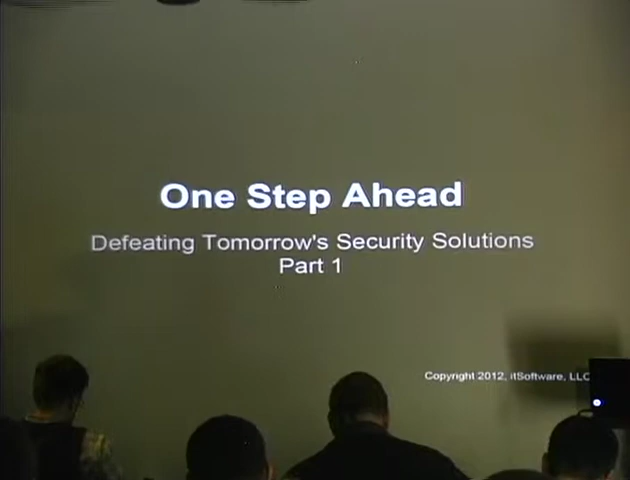 One Step Ahead
Defeating Tomorrow's Security Solutions
Part 1
Copyright 2012, itSoftware, LLC